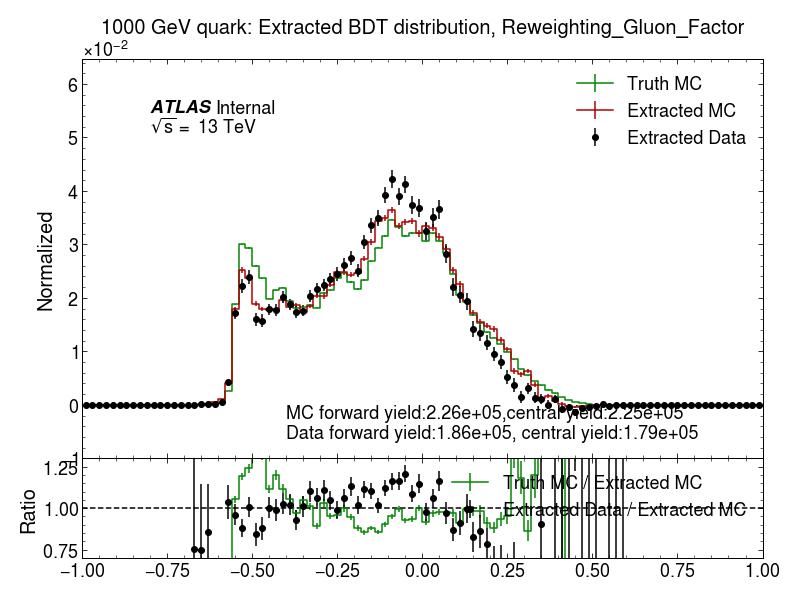 1000 GeV quark: Extracted BDT distribution, Reweighting_Gluon_Factor
×10⁻²
6
5
4
3
2
1
0
Normalized
ATLAS Internal
√s = 13 TeV
Truth MC
Extracted MC
Extracted Data
MC forward yield:2.26e+05,central yield:2.25e+05
Data forward yield:1.86e+05, central yield:1.79e+05
1
1.25
1.00
0.75
Ratio
Truth MC / Extracted MC
Extracted Data / Extracted MC
−1.00 −0.75 −0.50 −0.25 0.00 0.25 0.50 0.75 1.00